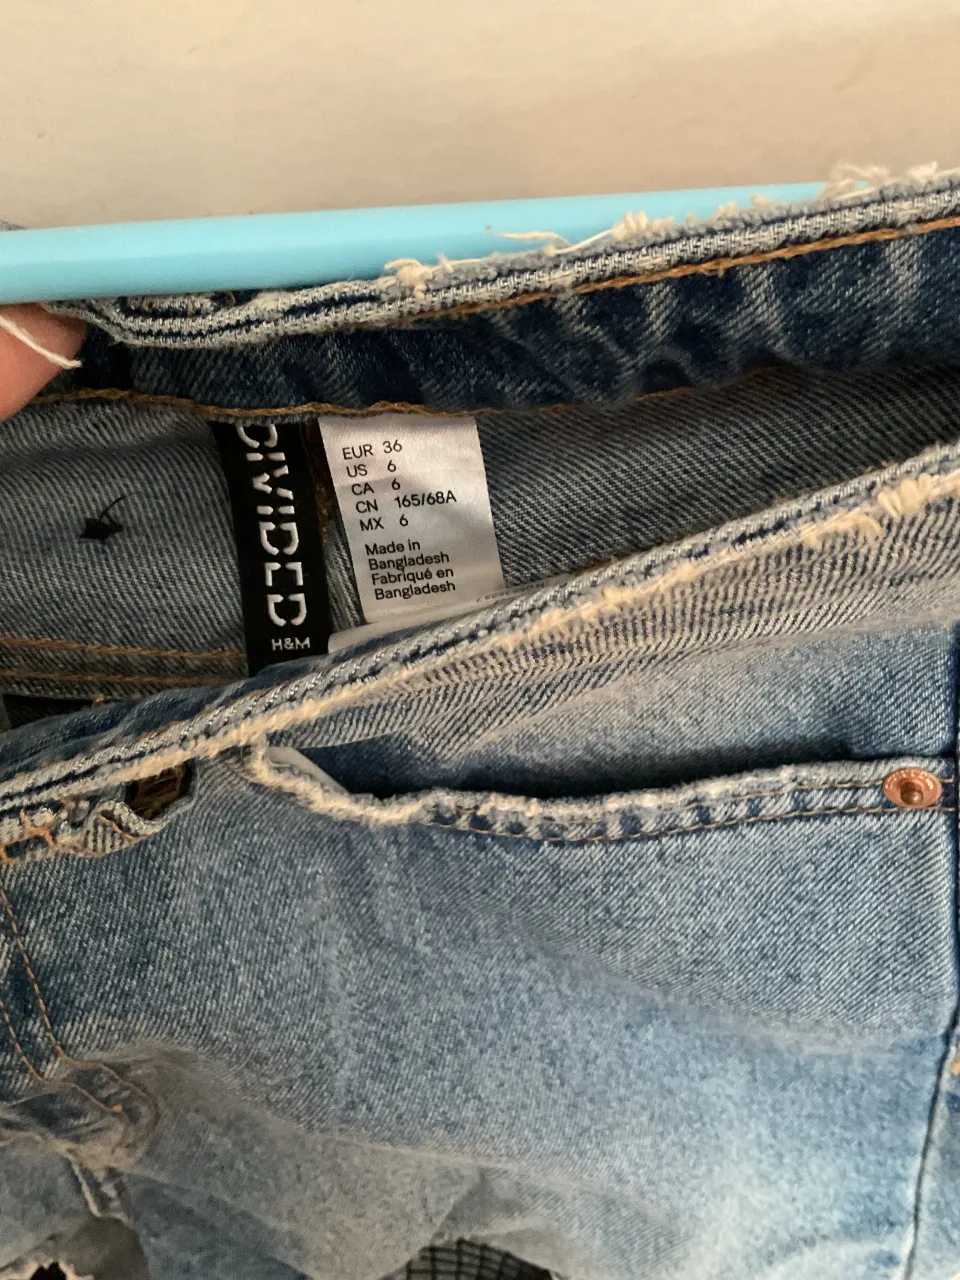 DIVIDED
H&M
EUR 36
US 6
CA 6
CN 165/68A
MX 6
Made in
Bangladesh
Fabriqué en
Bangladesh